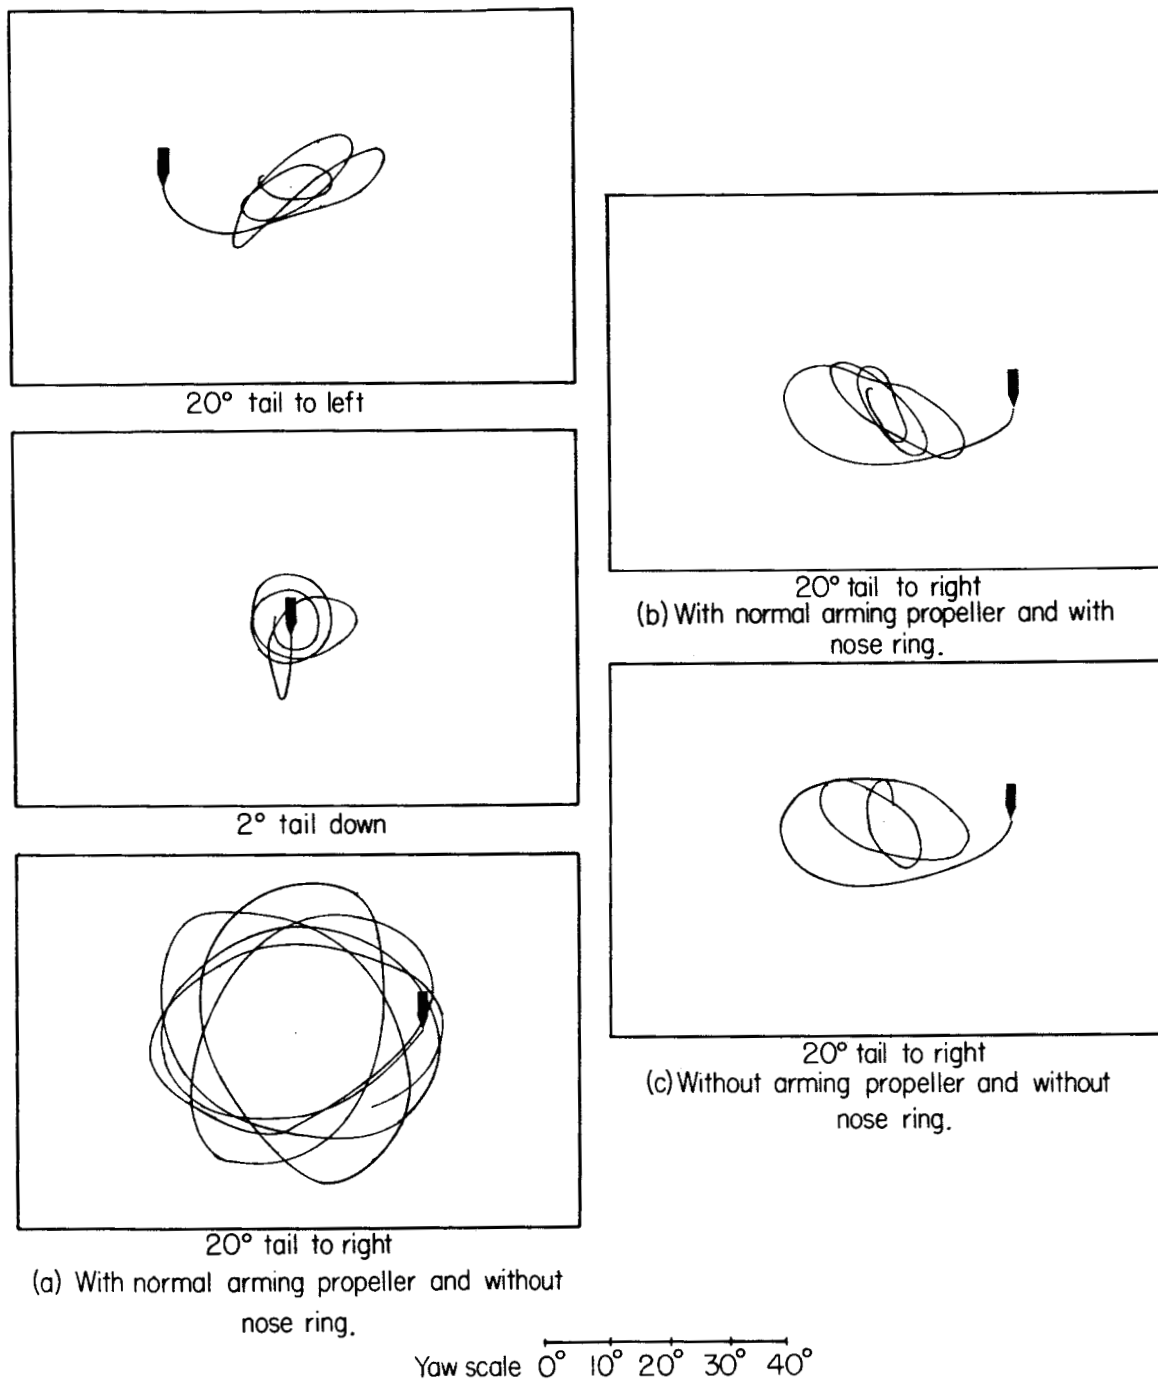 20° tail to left
2° tail down
20° tail to right
(a) With normal arming propeller and without
nose ring.
20° tail to right
(b) With normal arming propeller and with
nose ring.
20° tail to right
(c) Without arming propeller and without
nose ring.
Yaw scale 0° 10° 20° 30° 40°